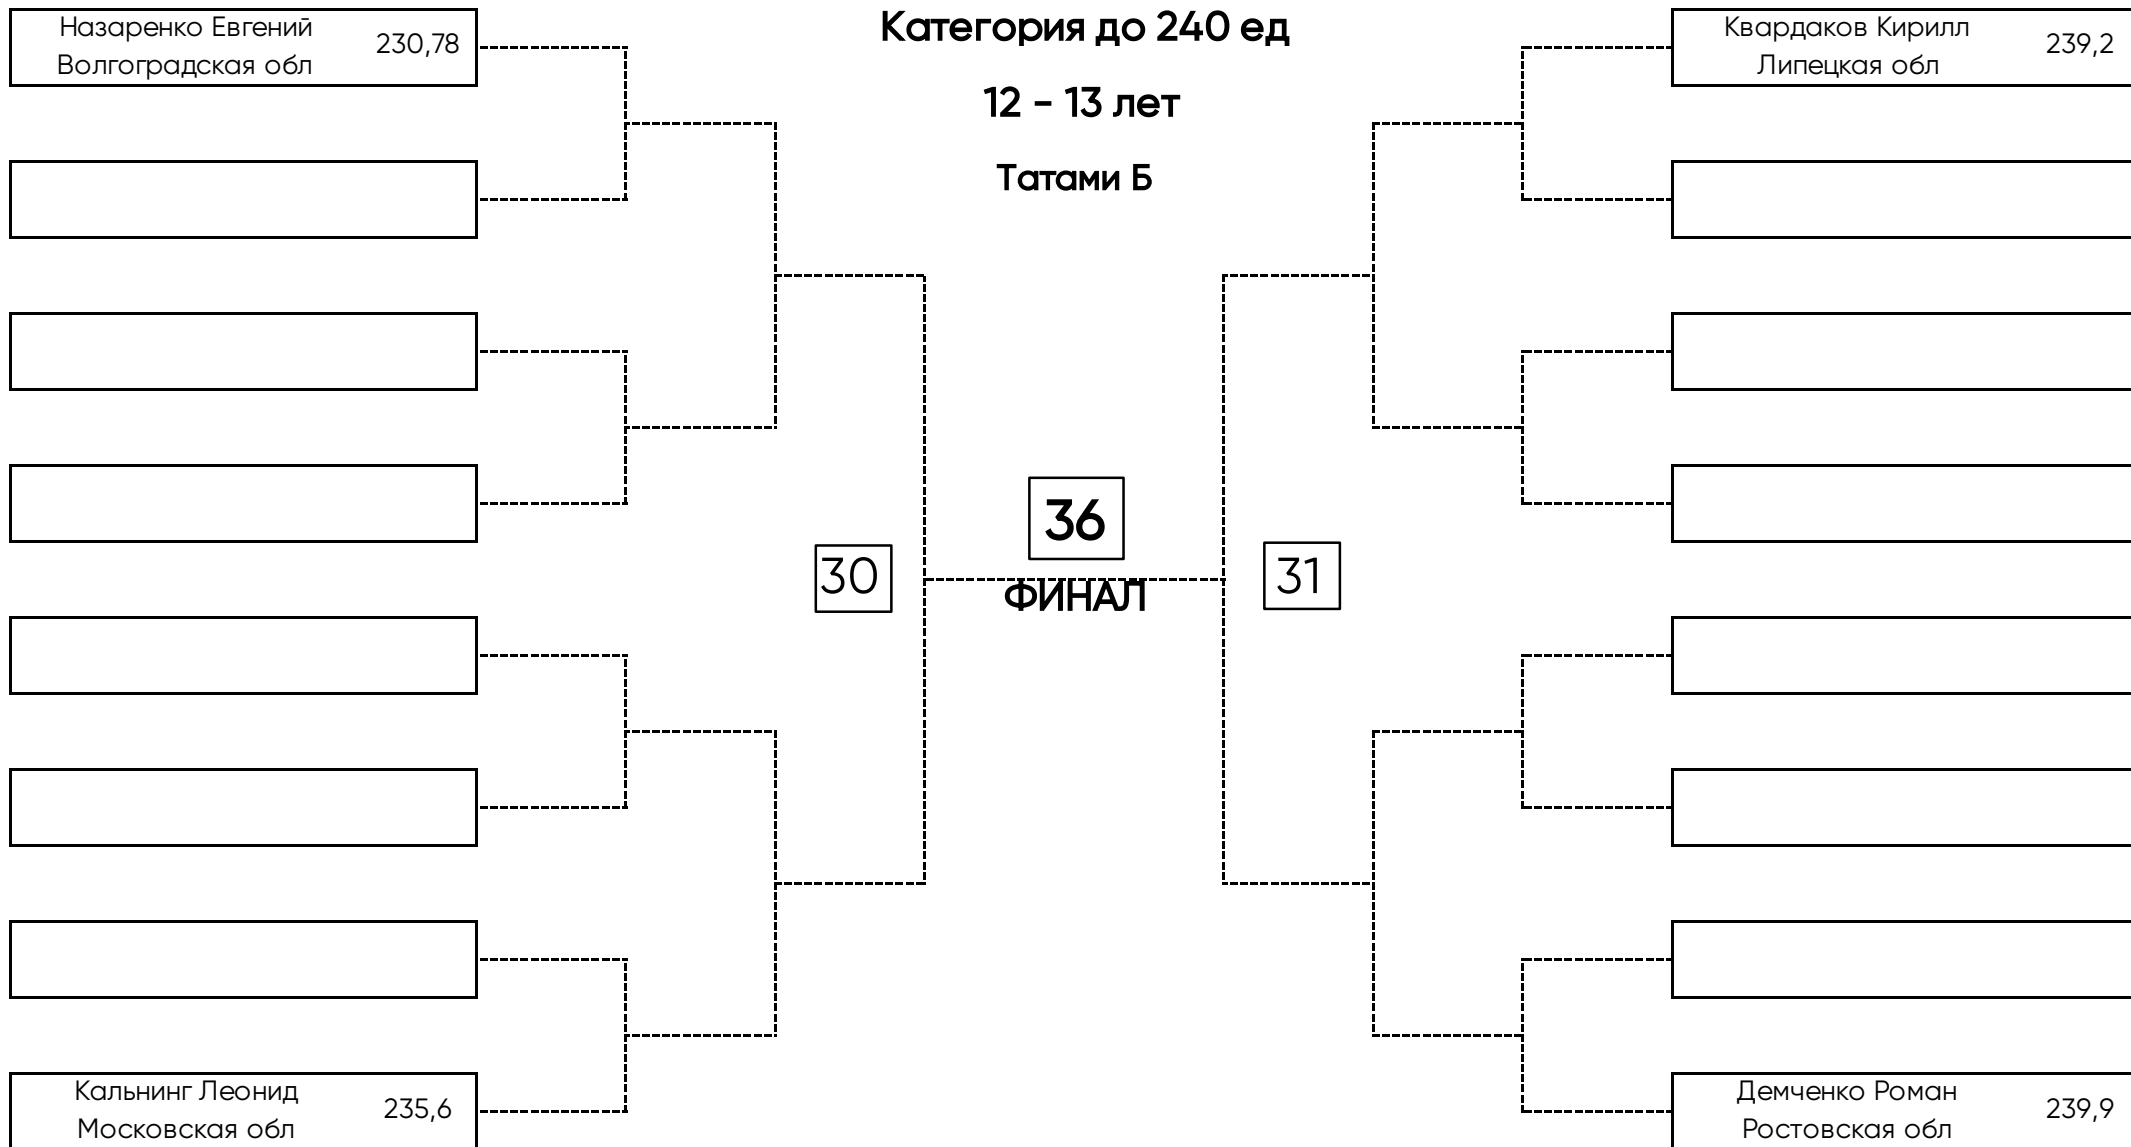 Назаренко Евгений 230,78
Волгоградская обл
Категория до 240 ед
12 - 13 лет
Татами Б
Квардаков Кирилл 239,2
Липецкая обл
36
30
ФИНАЛ
31
Кальнинг Леонид 235,6
Московская обл
Демченко Роман 239,9
Ростовская обл